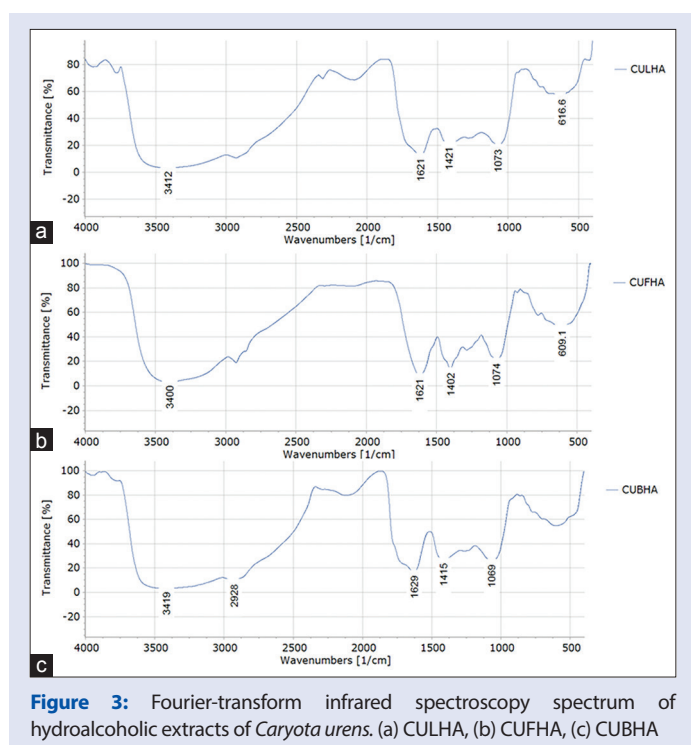 80
60
40
20
0
-20
Transmittance [%]
CULHA
3412
1621
1421
1073
616.6
4000 3500 3000 2500 2000 1500 1000 500
Wavenumbers [1/cm]
a
100
80
60
40
20
0
-20
Transmittance [%]
CUFHA
3400
1621
1402
1074
609.1
4000 3500 3000 2500 2000 1500 1000 500
Wavenumbers [1/cm]
b
100
80
60
40
20
0
-20
Transmittance [%]
CUBHA
3419
2928
1629
1415
1069
4000 3500 3000 2500 2000 1500 1000 500
Wavenumbers [1/cm]
c
Figure 3: Fourier-transform infrared spectroscopy spectrum of
hydroalcoholic extracts of Caryota urens. (a) CULHA, (b) CUFHA, (c) CUBHA